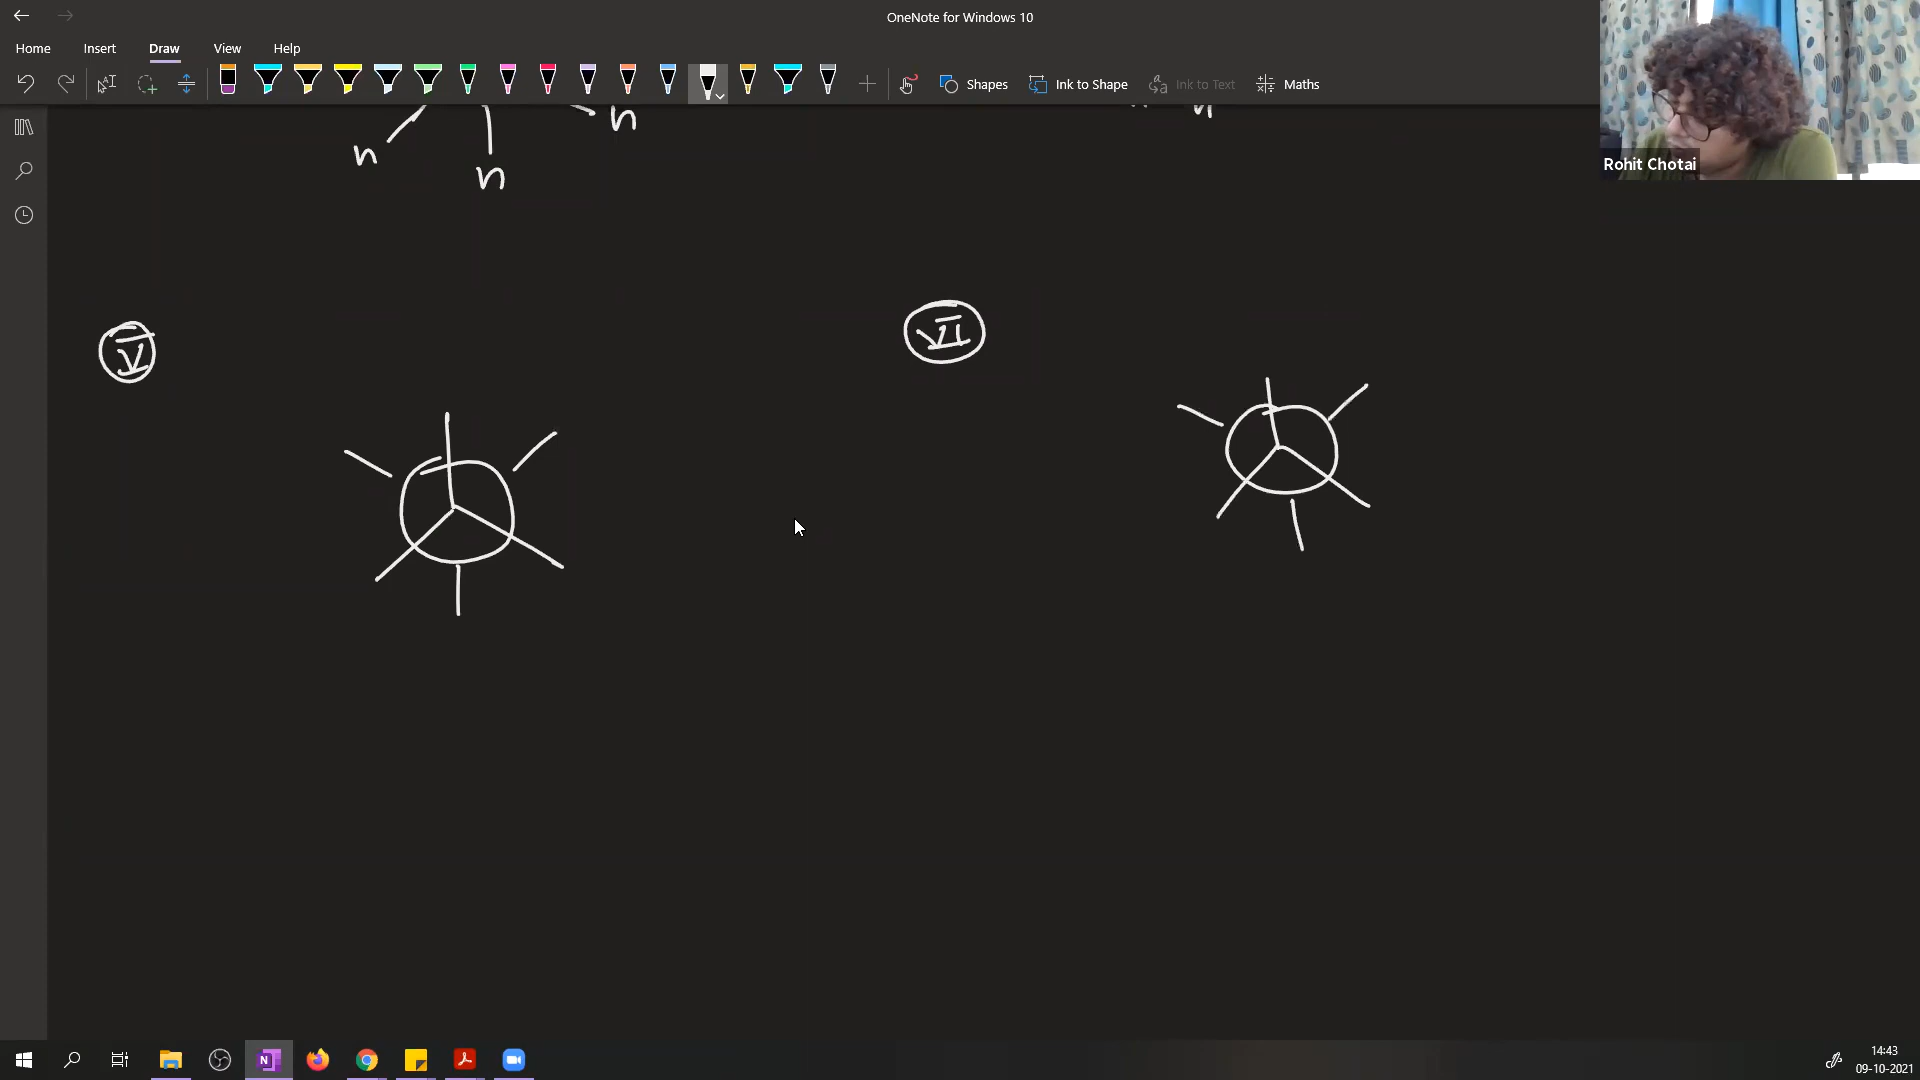 OneNote for Windows 10
Home Insert Draw View Help
Shapes Ink to Shape Ink to Text Maths
n n
n n
n
Rohit Chotai
V
VI
14:43
09-10-2021